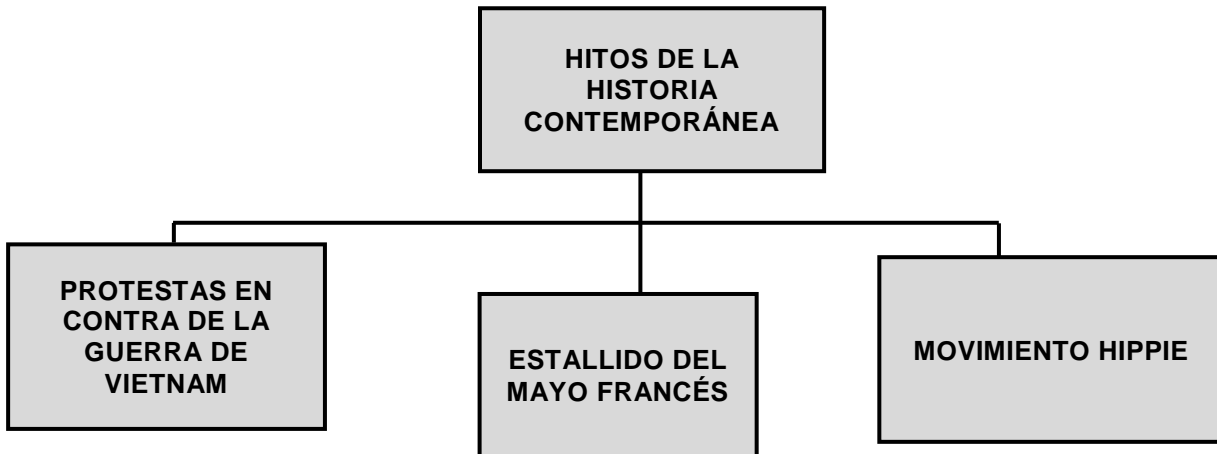 HITOS DE LA
HISTORIA
CONTEMPORÁNEA
PROTESTAS EN
CONTRA DE LA
GUERRA DE
VIETNAM
ESTALLIDO DEL
MAYO FRANCÉS
MOVIMIENTO HIPPIE